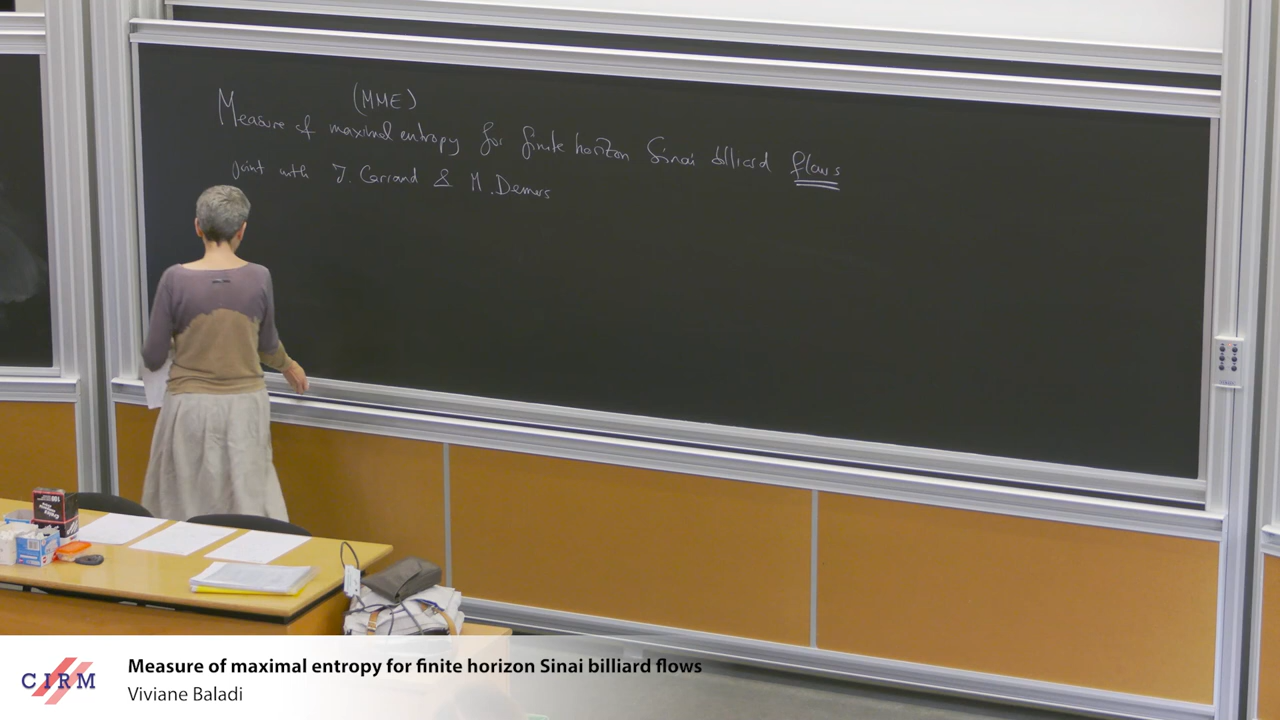 (MME)
Measure of maximal entropy for finite horizon Sinai billiard flows
joint with J. Carrand & M. Demers
CIRM
Measure of maximal entropy for finite horizon Sinai billiard flows
Viviane Baladi